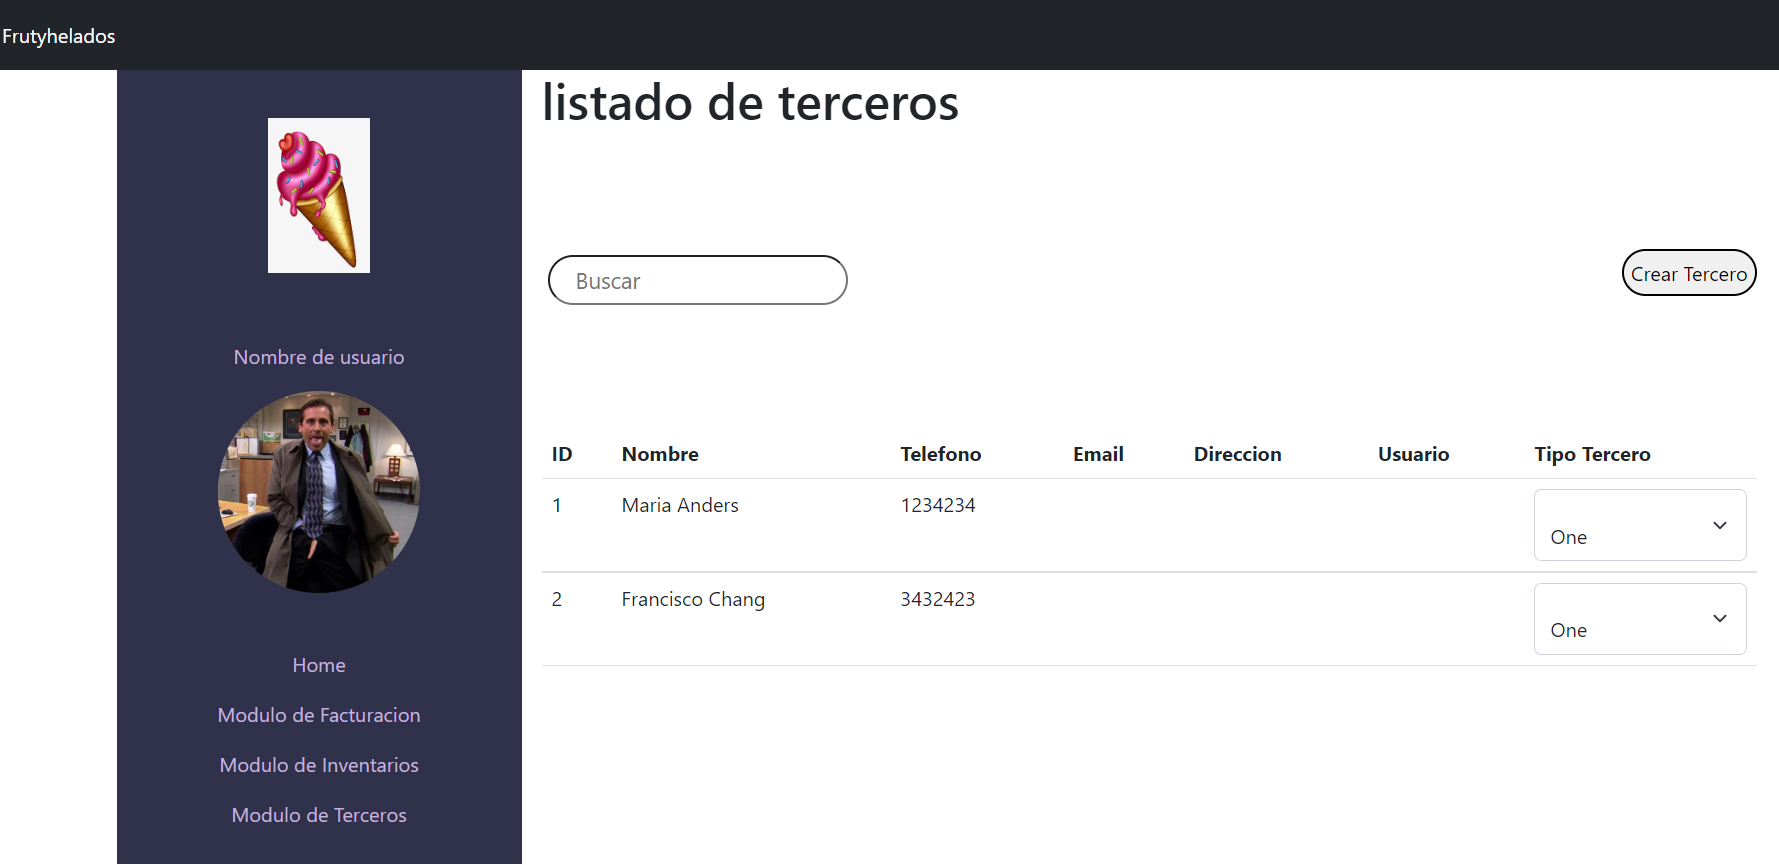 Frutyhelados
listado de terceros
Buscar
Crear Tercero
Nombre de usuario
Home
Modulo de Facturacion
Modulo de Inventarios
Modulo de Terceros
ID Nombre Telefono Email Direccion Usuario Tipo Tercero
1 Maria Anders 1234234 One
2 Francisco Chang 3432423 One